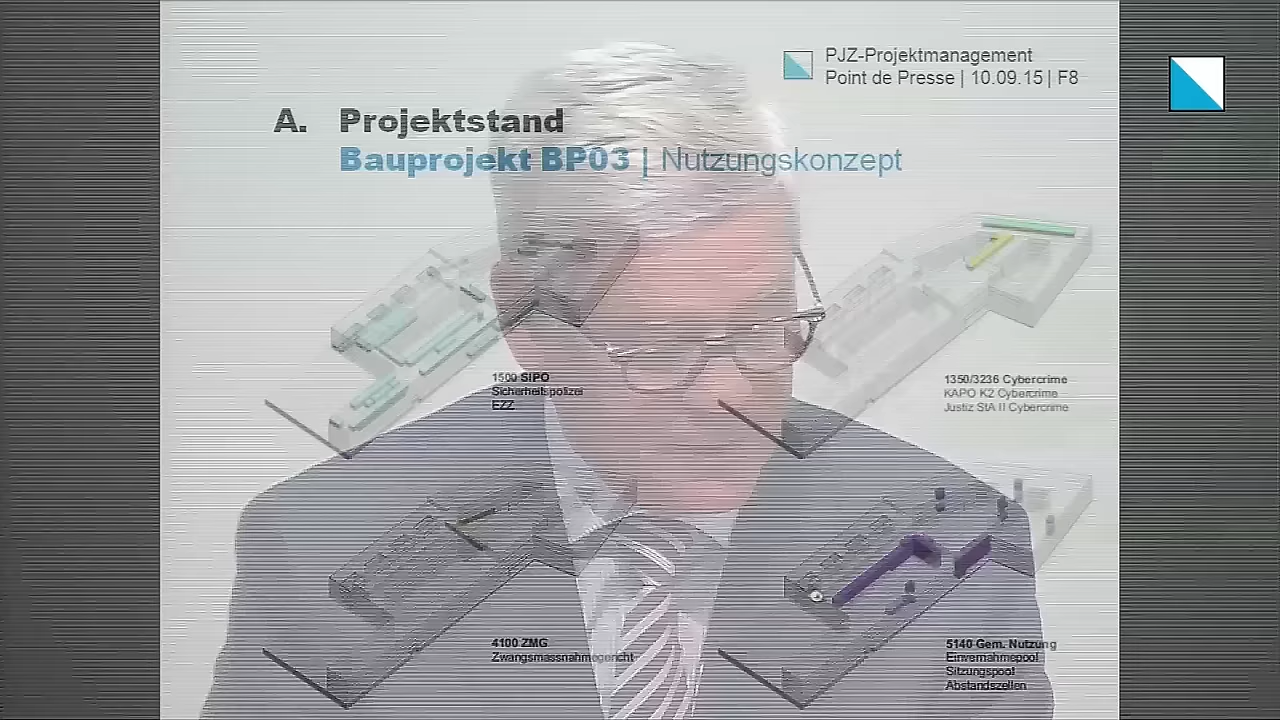 PJZ-Projektmanagement
Point de Presse | 10.09.15 | F8
A. Projektstand
Bauprojekt BP03 | Nutzungskonzept
1500 SIPO
Sicherheitspolizei
EZZ
1350/3236 Cybercrime
KAPO K2 Cybercrime
Justiz StA II Cybercrime
4100 ZMG
Zwangsmassnahmegericht
5140 Gem. Nutzung
Einvernahmepool
Sitzungspool
Abstandszellen